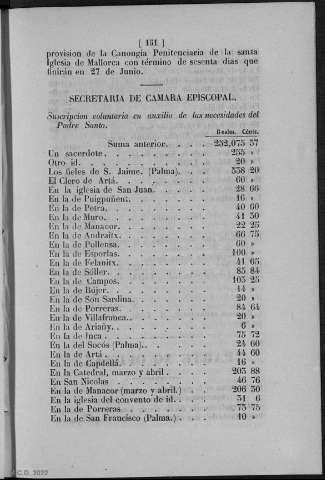 ( 131 )
provision de la Canongía Penitenciaria de la santa
Iglesia de Mallorca con término de sesenta dias que
finirán en 27 de Junio.
SECRETARIA DE CAMARA EPISCOPAL.
Suscripcion voluntaria en auxilio de las necesidades del
Padre Santo.
Reales. Cénts.
Suma anterior. . . . 252,075 57
Un sacerdote. . . . . . . . . 255 »
Otro id. . . . . . . . . . 20 »
Los fieles de S. Jaime. (Palma). . . . . 558 20
El Clero de Artá. . . . . . . . 60 »
En la iglesia de San Juan. . . . . . 28 66
En la de Puigpuñent. . . . . . . 16 »
En la de Petra. . . . . . . . . 40 60
En la de Muro. . . . . . . . . 41 50
En la de Manacor. . . . . . . . 22 25
En la de Andraitx. . . . . . . . 66 75
En la de Pollensa. . . . . . . . 60 »
En la de Esporlas. . . . . . . . 100 »
En la de Felanitx. . . . . . . . 41 65
En la de Sóller. . . . . . . . . 85 84
En la de Campos. . . . . . . . 105 25
En la de Bujer. . . . . . . . . 14 »
En la de Son Sardina. . . . . . . 20 »
En la de Porreras. . . . . . . . 84 64
En la de Villafranca. . . . . . . 20 »
En la de Ariañy. . . . . . . . 6 »
En la de Inca. . . . . . . . . 75 72
En la del Socós (Palma). . . . . . 24 60
En la de Artá. . . . . . . . . 44 60
En la de Capdellá. . . . . . . . 16 »
En la Catedral, marzo y abril. . . . . 205 88
En San Nicolas. . . . . . . . 46 76
En la de Manacor (marzo y abril.) . . . . 206 50
En la iglesia del convento de id. . . . . 51 6
En la de Porreras. . . . . . . . 75 75
En la de San Francisco (Palma.) . . . . 40 »
C.D. 2022